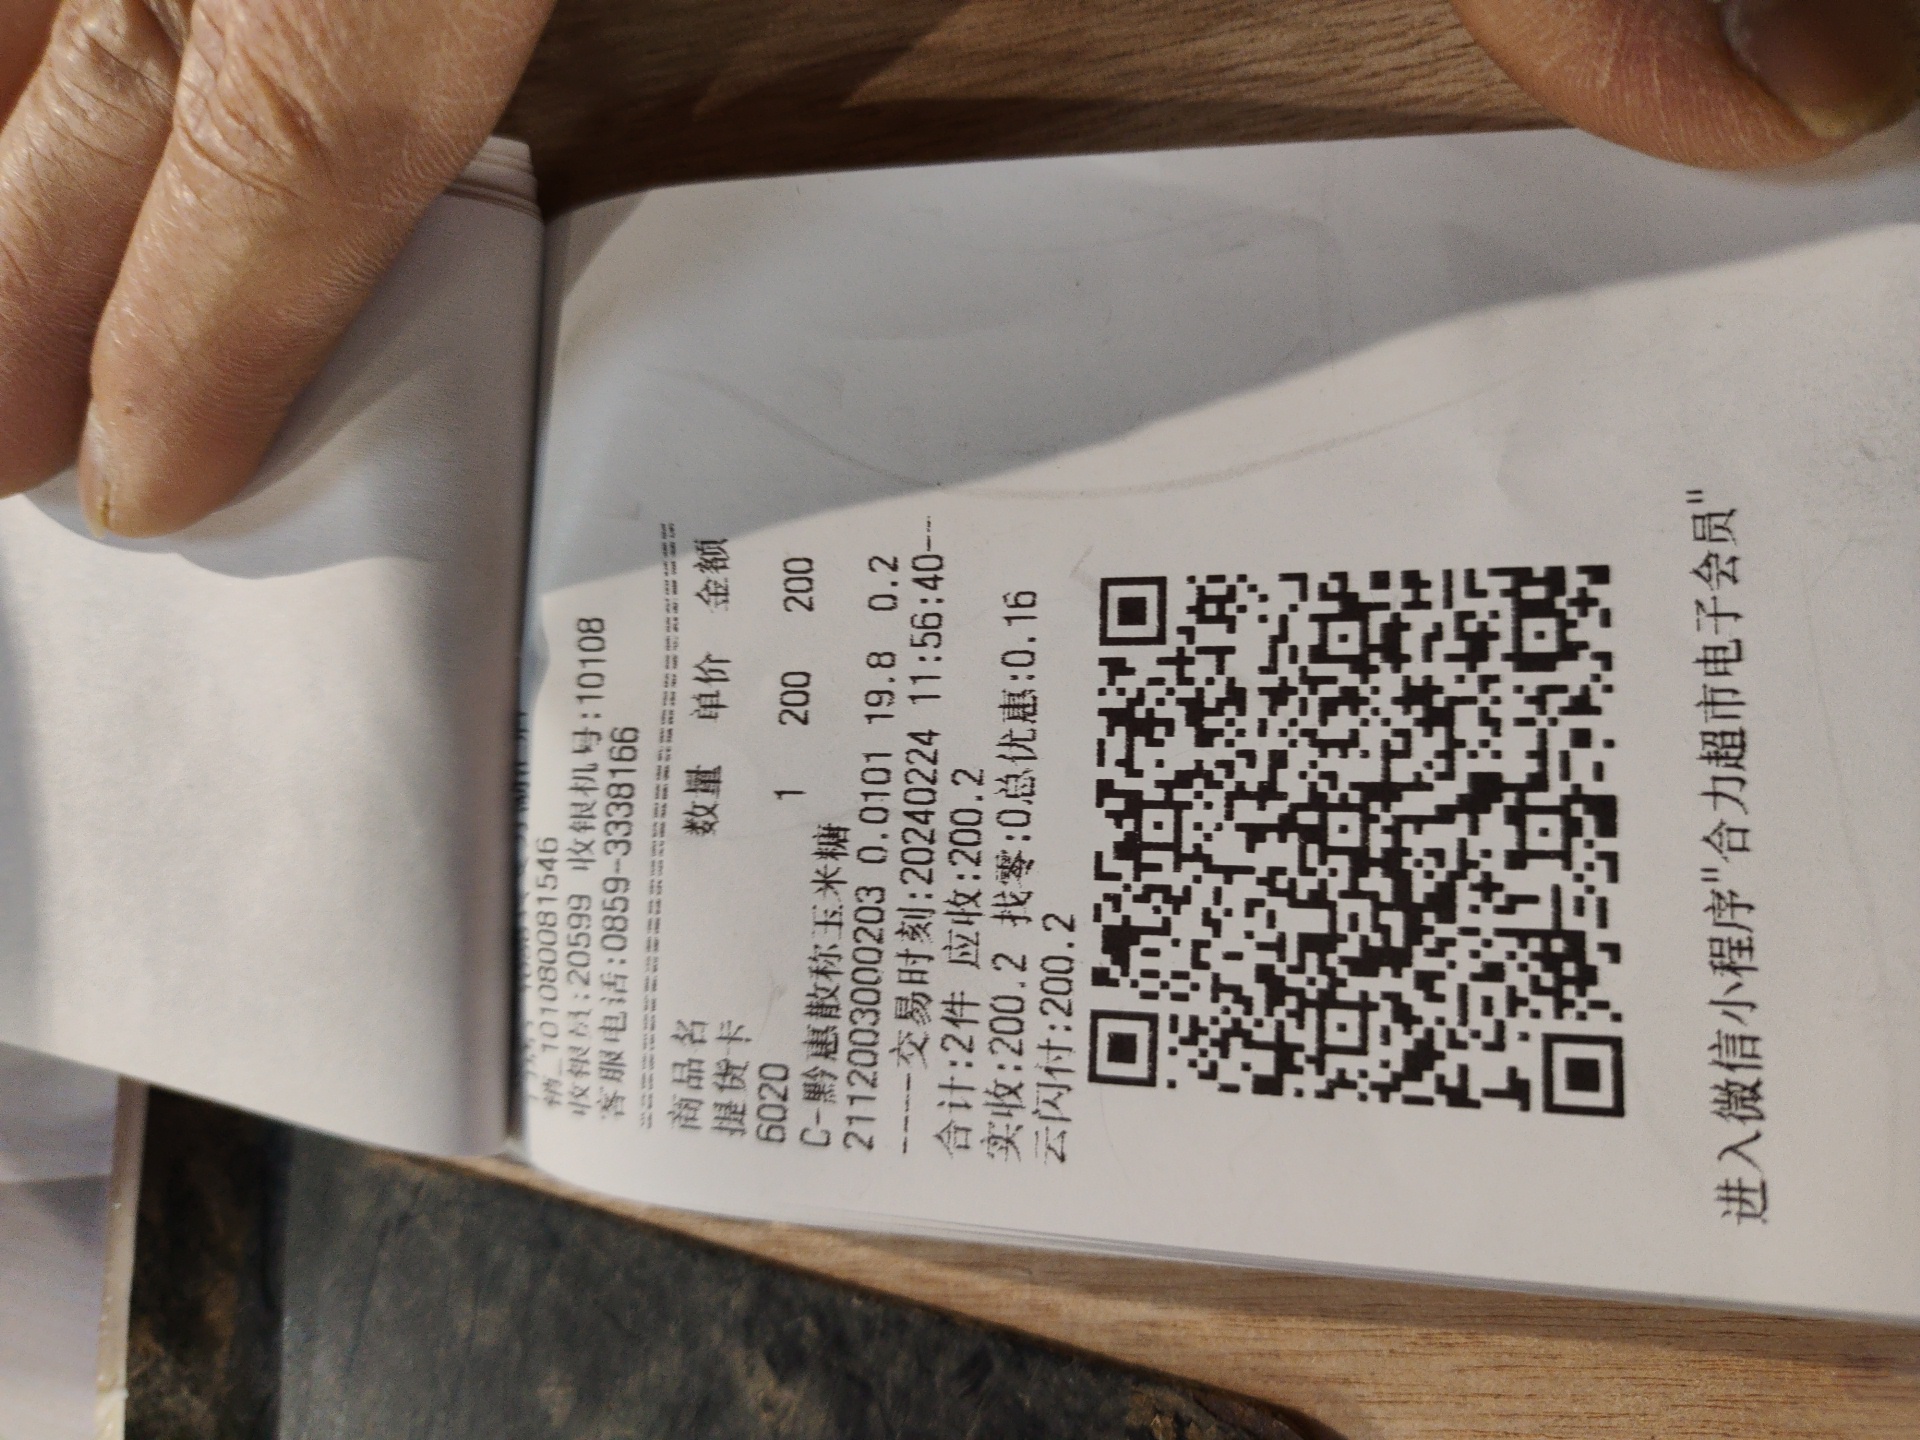 1010800081546
收银员:20599 收银机号:10108
客服电话:0859-3338166
商品名 数量 单价 金额
提货卡
6020 1 200 200
C-黔惠散称玉米糖
2112003000203 0.0101 19.8 0.2
----交易时刻:20240224 11:56:40---
合计:2件 应收:200.2
实收:200.2 找零:0总优惠:0.16
云闪付:200.2
进入微信小程序"合力超市电子会员"